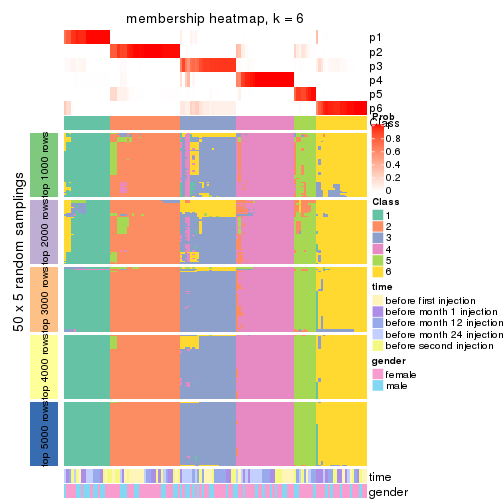 membership heatmap, k = 6
p1
p2
p3
p4
p5
p6
Class
50 x 5 random samplings
top 1000 rows
top 2000 rows
top 3000 rows
top 4000 rows
top 5000 rows
time
gender
Prob
1
0.8
0.6
0.4
0.2
0
Class
1
2
3
4
5
6
time
before first injection
before month 1 injection
before month 12 injection
before month 24 injection
before second injection
gender
female
male